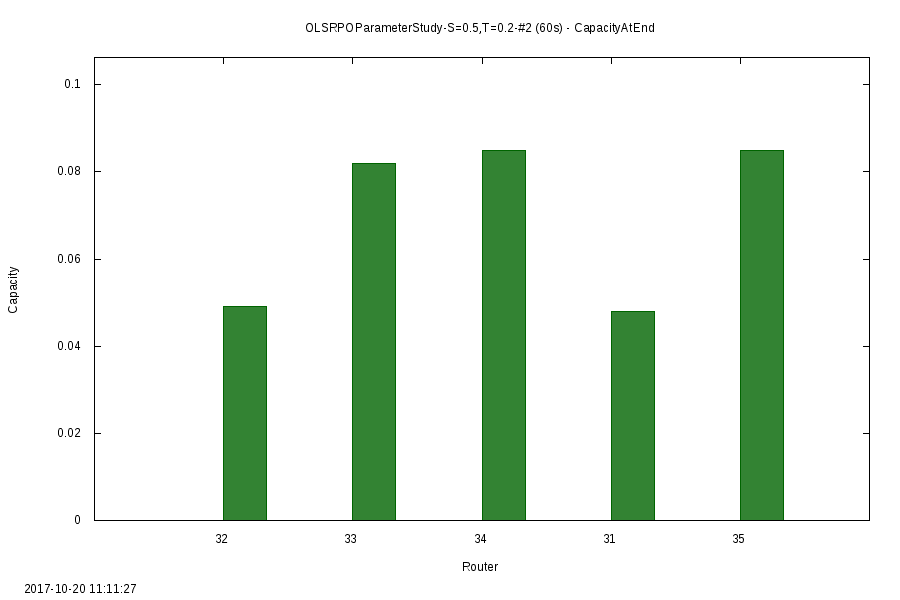 OLSRPOParameterStudy-S=0.5,T=0.2-#2 (60s) - CapacityAtEnd
0.1
0.08
0.06
0.04
0.02
0
Capacity
32 33 34 31 35
Router
2017-10-20 11:11:27